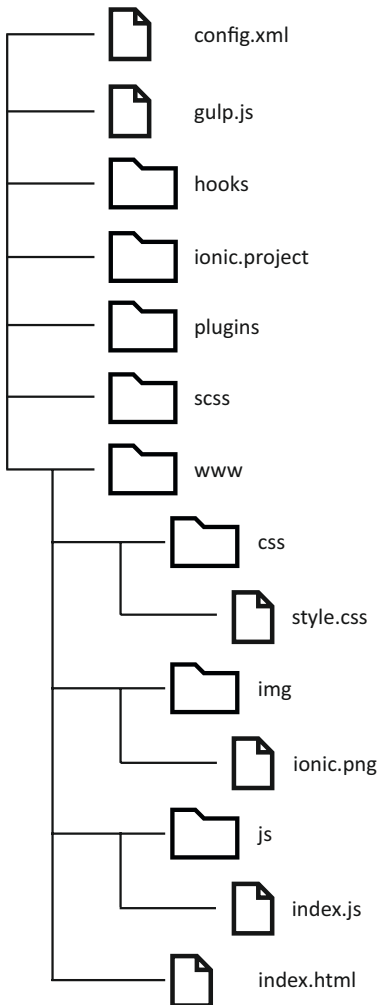 config.xml
gulp.js
hooks
ionic.project
plugins
scss
www
css
style.css
img
ionic.png
js
index.js
index.html